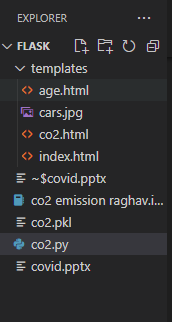 EXPLORER
FLASK
templates
age.html
cars.jpg
co2.html
index.html
~$covid.pptx
co2 emission raghav.i...
co2.pkl
co2.py
covid.pptx